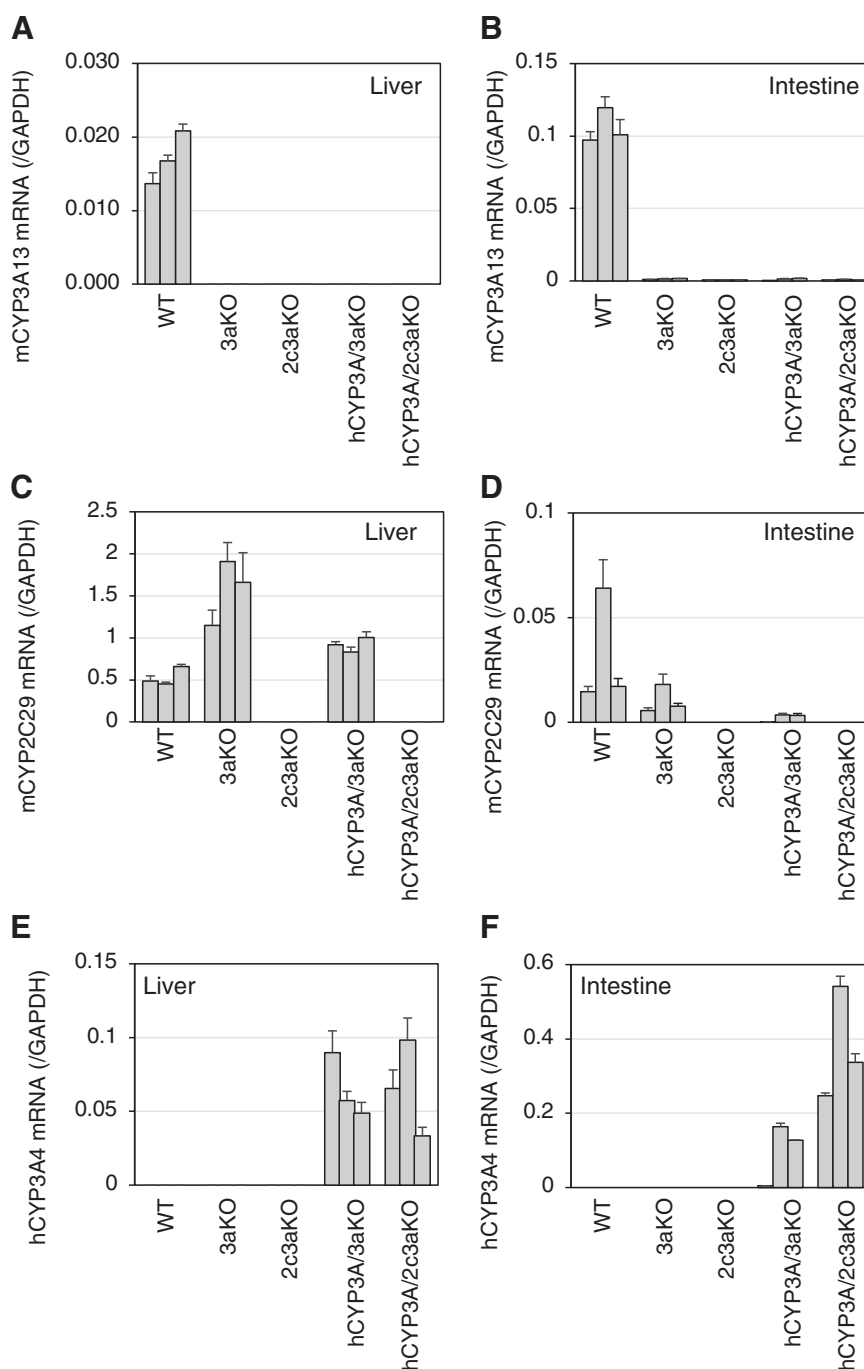 A
mCYP3A13 mRNA (/GAPDH)
0.030
0.020
0.010
0.000
Liver
WT
3aKO
2c3aKO
hCYP3A/3aKO
hCYP3A/2c3aKO
B
mCYP3A13 mRNA (/GAPDH)
0.15
0.1
0.05
0
Intestine
WT
3aKO
2c3aKO
hCYP3A/3aKO
hCYP3A/2c3aKO
C
mCYP2C29 mRNA (/GAPDH)
2.5
2
1.5
1
0.5
0
Liver
WT
3aKO
2c3aKO
hCYP3A/3aKO
hCYP3A/2c3aKO
D
mCYP2C29 mRNA (/GAPDH)
0.1
0.05
0
Intestine
WT
3aKO
2c3aKO
hCYP3A/3aKO
hCYP3A/2c3aKO
E
hCYP3A4 mRNA (/GAPDH)
0.15
0.1
0.05
0
Liver
WT
3aKO
2c3aKO
hCYP3A/3aKO
hCYP3A/2c3aKO
F
hCYP3A4 mRNA (/GAPDH)
0.6
0.4
0.2
0
Intestine
WT
3aKO
2c3aKO
hCYP3A/3aKO
hCYP3A/2c3aKO